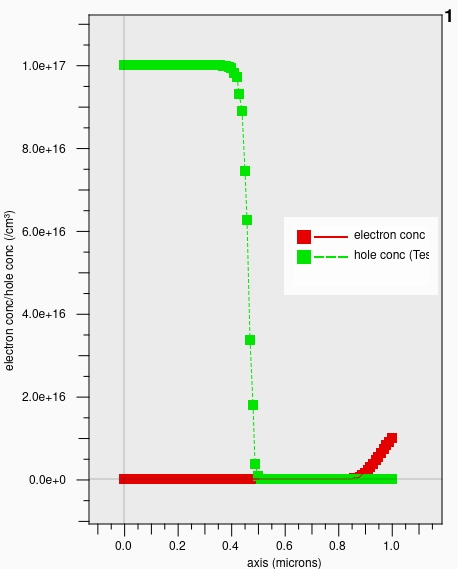 1
1.0e+17
8.0e+16
6.0e+16
4.0e+16
2.0e+16
0.0e+0
electron conc/hole conc (/cm³)
electron conc
hole conc (Tes
0.0 0.2 0.4 0.6 0.8 1.0
axis (microns)